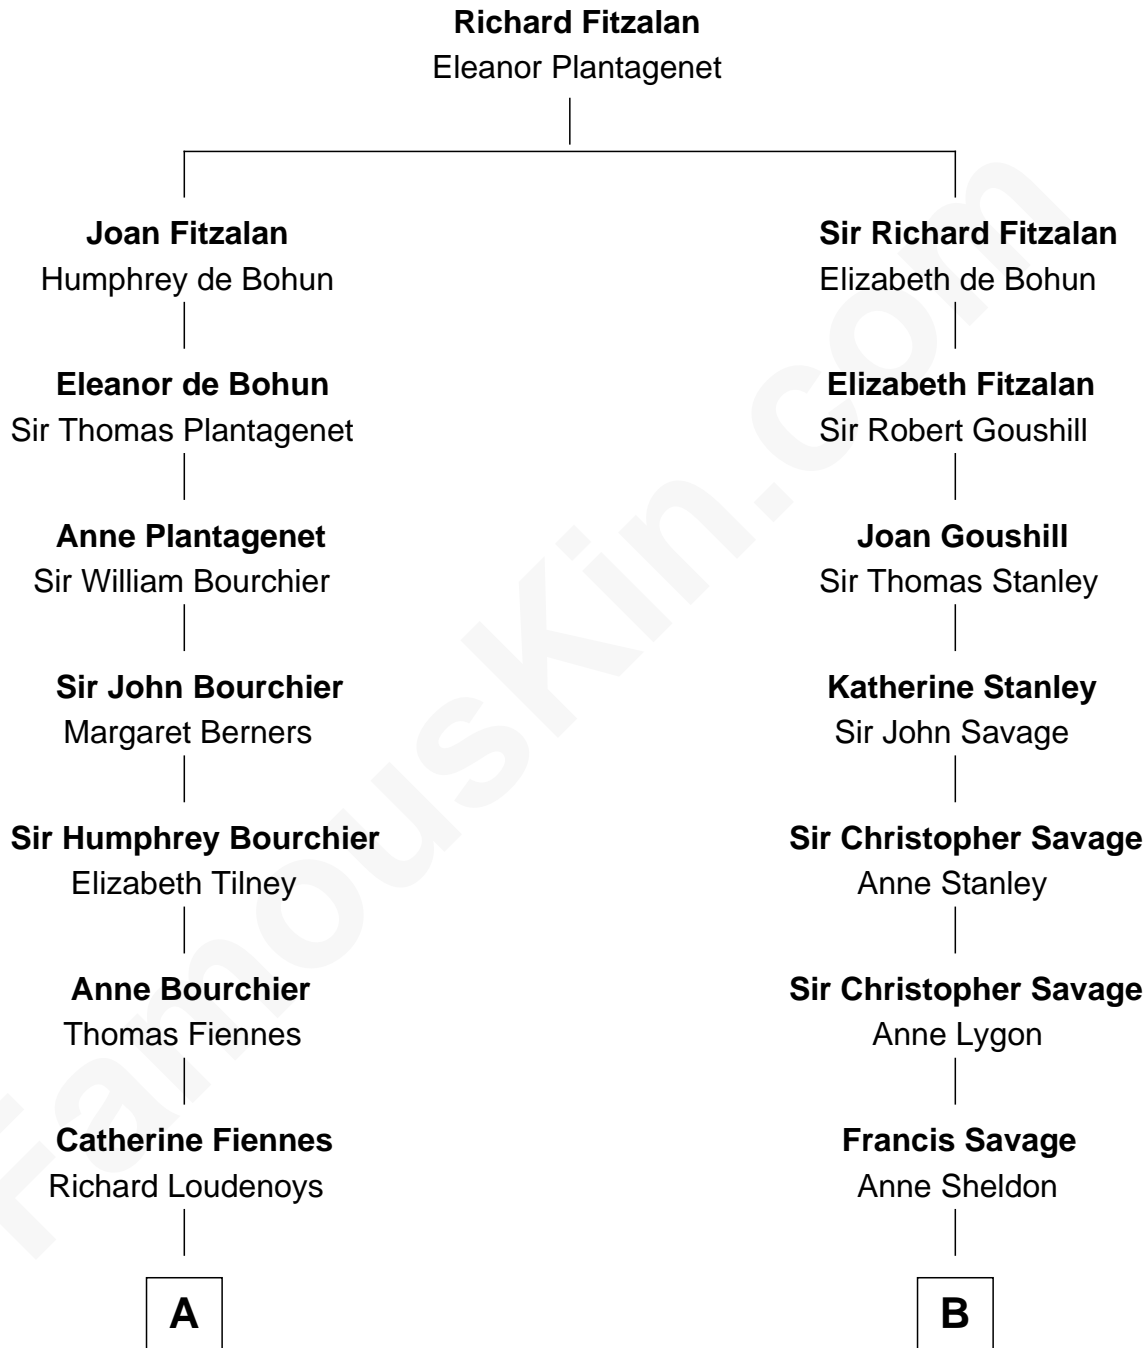 Richard Fitzalan
Eleanor Plantagenet
Joan Fitzalan
Humphrey de Bohun
Sir Richard Fitzalan
Elizabeth de Bohun
Eleanor de Bohun
Sir Thomas Plantagenet
Elizabeth Fitzalan
Sir Robert Goushill
Anne Plantagenet
Sir William Bourchier
Joan Goushill
Sir Thomas Stanley
Sir John Bourchier
Margaret Berners
Katherine Stanley
Sir John Savage
Sir Humphrey Bourchier
Elizabeth Tilney
Sir Christopher Savage
Anne Stanley
Anne Bourchier
Thomas Fiennes
Sir Christopher Savage
Anne Lygon
Catherine Fiennes
Richard Loudenoys
Francis Savage
Anne Sheldon
A
B
FamousKin.com